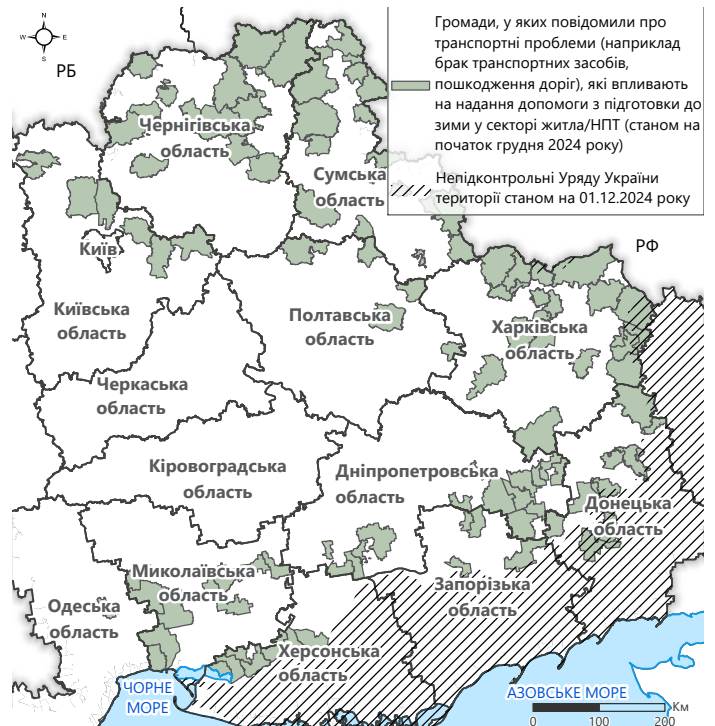 N
W E
S
РБ
Громади, у яких повідомили про
транспортні проблеми (наприклад
брак транспортних засобів,
пошкодження доріг), які впливають
на надання допомоги з підготовки до
зими у секторі житла/НПТ (станом на
початок грудня 2024 року)
Непідконтрольні Уряду України
території станом на 01.12.2024 року
РФ
Чернігівська
область
Сумська
область
Київ
Київська
область
Полтавська
область
Харківська
область
Черкаська
область
Кіровоградська
область
Дніпропетровська
область
Донецька
область
Миколаївська
область
Запорізька
область
Одеська
область
Херсонська
область
ЧОРНЕ
МОРЕ
АЗОВСЬКЕ МОРЕ
Км
0 100 200